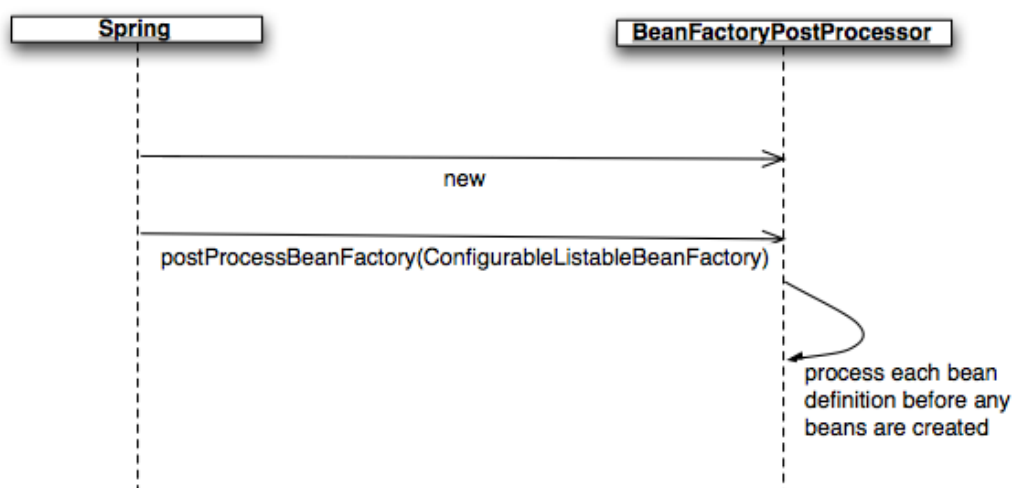 Spring
BeanFactoryPostProcessor
new
postProcessBeanFactory(ConfigurableListableBeanFactory)
process each bean
definition before any
beans are created